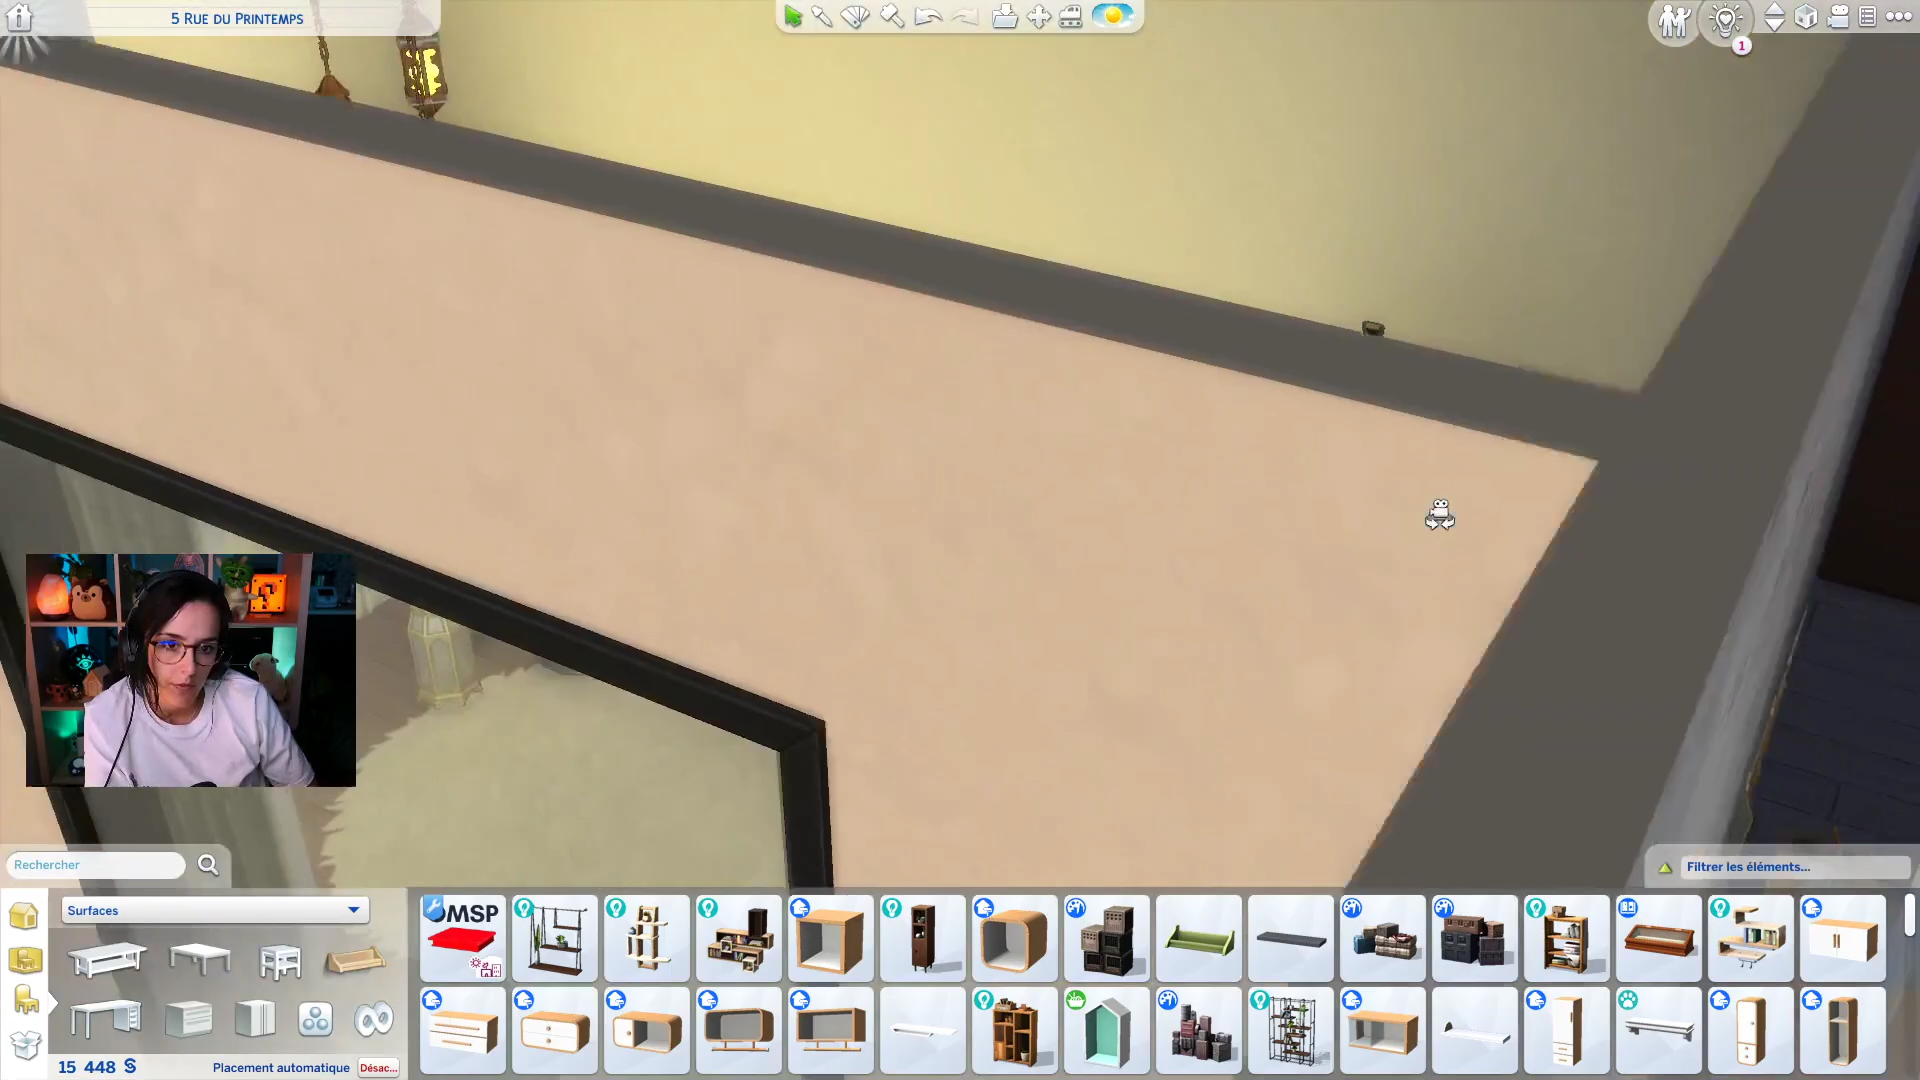 5 Rue du Printemps
1
Rechercher
Filtrer les éléments...
Surfaces
MSP
15 448 S
Placement automatique
Désac...